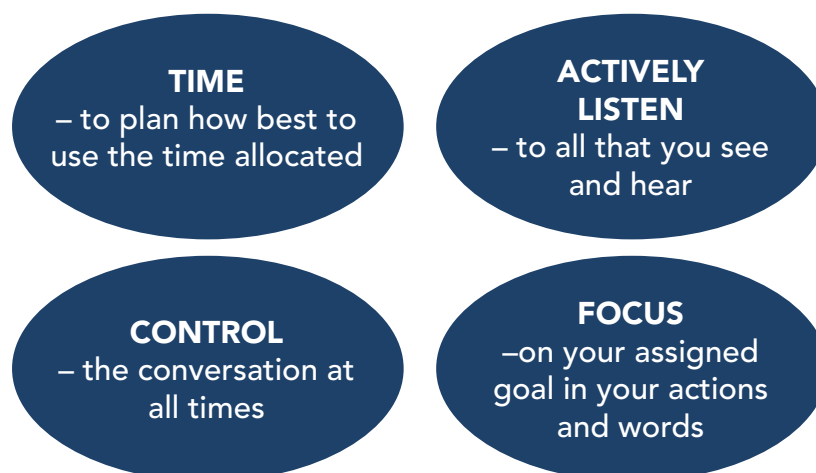 TIME
– to plan how best to
use the time allocated
ACTIVELY
LISTEN
– to all that you see
and hear
CONTROL
– the conversation at
all times
FOCUS
–on your assigned
goal in your actions
and words